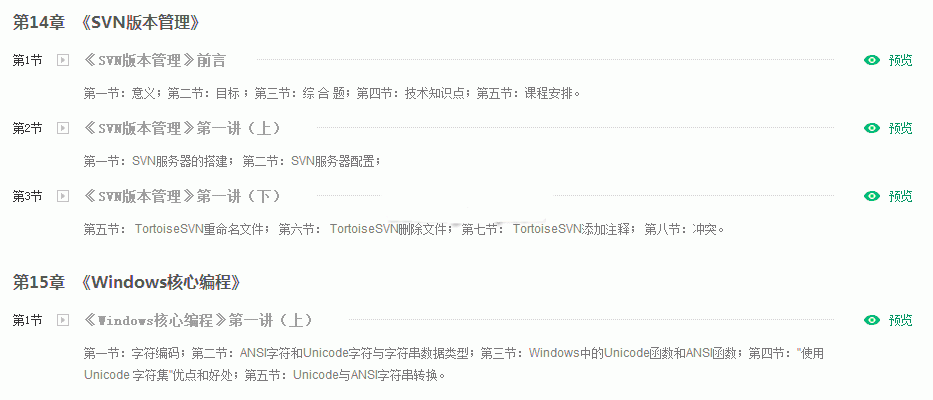 第14章 《SVN版本管理》
第1节 《SVN版本管理》前言 预览
第一节：意义；第二节：目标 ；第三节：综 合 题；第四节：技术知识点；第五节：课程安排。
第2节 《SVN版本管理》第一讲（上） 预览
第一节：SVN服务器的搭建； 第二节：SVN服务器配置；
第3节 《SVN版本管理》第一讲（下） 预览
第五节： TortoiseSVN重命名文件； 第六节： TortoiseSVN删除文件； 第七节： TortoiseSVN添加注释； 第八节：冲突。
第15章 《Windows核心编程》
第1节 《Windows核心编程》第一讲（上） 预览
第一节：字符编码；第二节：ANSI字符和Unicode字符与字符串数据类型；第三节：Windows中的Unicode函数和ANSI函数；第四节："使用
Unicode 字符集"优点和好处；第五节：Unicode与ANSI字符串转换。